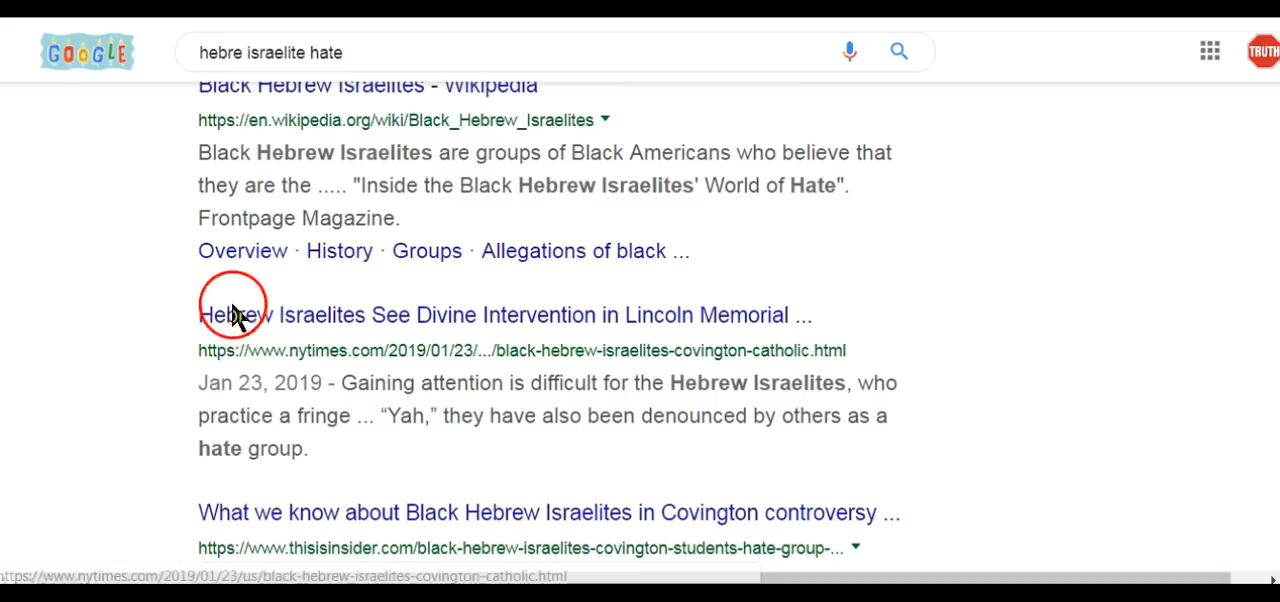 GOOGLE
hebre israelite hate
TRUTH
Black Hebrew Israelites - Wikipedia
https://en.wikipedia.org/wiki/Black_Hebrew_Israelites
Black Hebrew Israelites are groups of Black Americans who believe that
they are the ..... "Inside the Black Hebrew Israelites' World of Hate".
Frontpage Magazine.
Overview · History · Groups · Allegations of black ...
Hebrew Israelites See Divine Intervention in Lincoln Memorial ...
https://www.nytimes.com/2019/01/23/.../black-hebrew-israelites-covington-catholic.html
Jan 23, 2019 - Gaining attention is difficult for the Hebrew Israelites, who
practice a fringe ... “Yah,” they have also been denounced by others as a
hate group.
What we know about Black Hebrew Israelites in Covington controversy ...
https://www.thisisinsider.com/black-hebrew-israelites-covington-students-hate-group-...
https://www.nytimes.com/2019/01/23/us/black-hebrew-israelites-covington-catholic.html